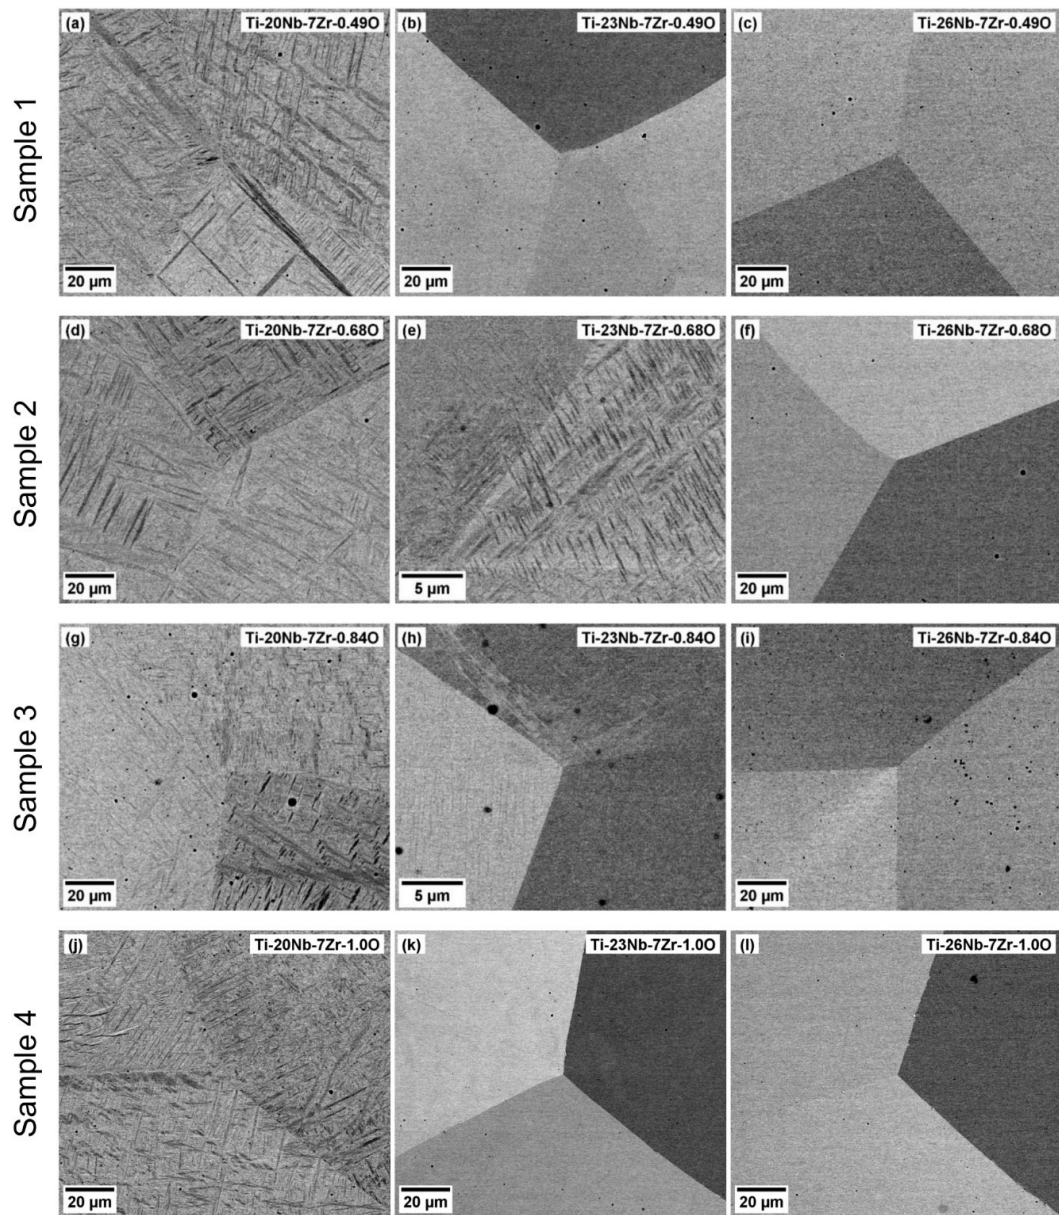 Sample 1
(a) Ti-20Nb-7Zr-0.49O
20 µm
(b) Ti-23Nb-7Zr-0.49O
20 µm
(c) Ti-26Nb-7Zr-0.49O
20 µm
Sample 2
(d) Ti-20Nb-7Zr-0.68O
20 µm
(e) Ti-23Nb-7Zr-0.68O
5 µm
(f) Ti-26Nb-7Zr-0.68O
20 µm
Sample 3
(g) Ti-20Nb-7Zr-0.84O
20 µm
(h) Ti-23Nb-7Zr-0.84O
5 µm
(i) Ti-26Nb-7Zr-0.84O
20 µm
Sample 4
(j) Ti-20Nb-7Zr-1.0O
20 µm
(k) Ti-23Nb-7Zr-1.0O
20 µm
(l) Ti-26Nb-7Zr-1.0O
20 µm